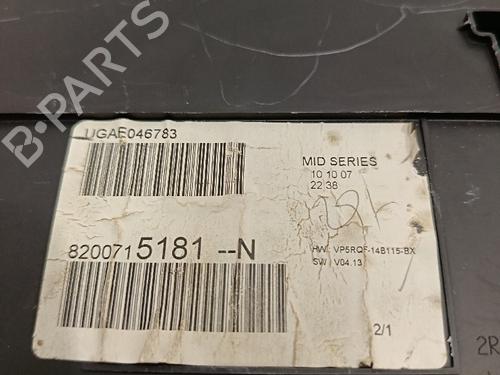 B-PARTS
UGAE046783
MID SERIES
10 10 07
22:38
8200715181 --N
HW: VP5RQF-14B115-BX
SW: V04.13
2/1
2R